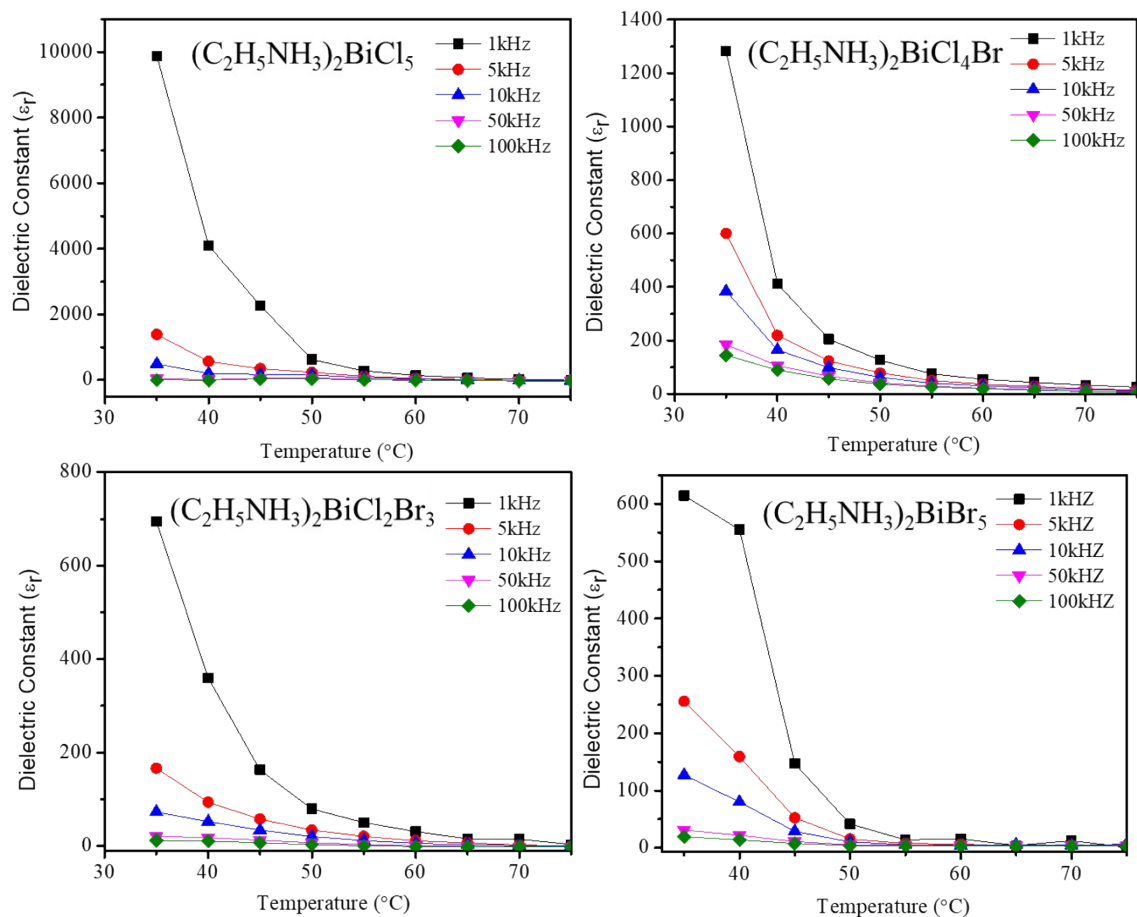 (C₂H₅NH₃)₂BiCl₅
1kHz
5kHz
10kHz
50kHz
100kHz
Dielectric Constant (εᵣ)
10000
8000
6000
4000
2000
0
30 40 50 60 70
Temperature (°C)
(C₂H₅NH₃)₂BiCl₄Br
1kHz
5kHz
10kHz
50kHz
100kHz
Dielectric Constant (εᵣ)
1400
1200
1000
800
600
400
200
0
30 40 50 60 70
Temperature (°C)
(C₂H₅NH₃)₂BiCl₂Br₃
1kHz
5kHz
10kHz
50kHz
100kHz
Dielectric Constant (εᵣ)
800
600
400
200
0
30 40 50 60 70
Temperature (°C)
(C₂H₅NH₃)₂BiBr₅
1kHZ
5kHZ
10kHZ
50kHZ
100kHZ
Dielectric Constant (εᵣ)
600
500
400
300
200
100
0
40 50 60 70
Temperature (°C)